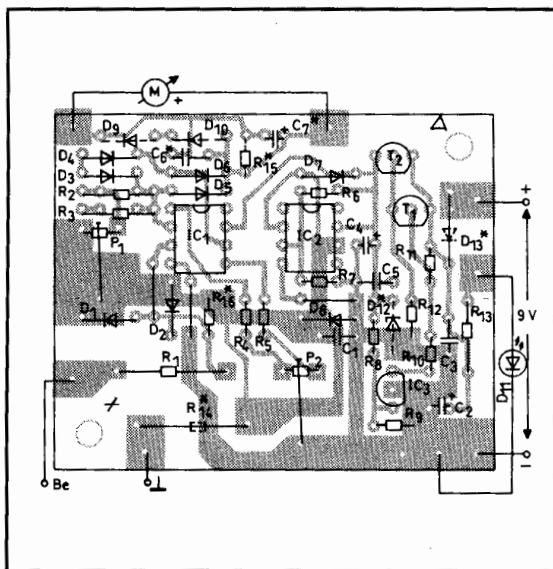 M
+
D9
D10
C7*
D4
C6*
D6
R15*
D7
T2
D3
D5
R2
R6
R3
T1
+
P1
IC1
IC2
C4
R11
D13*
R7
C5
D1
D2
R16*
R4
R5
D8
D12*
R12
R13
9 V
C1
R8
R10
C3
R1
P2
IC3
D11
R14*
R9
C2
Be
⊥
−